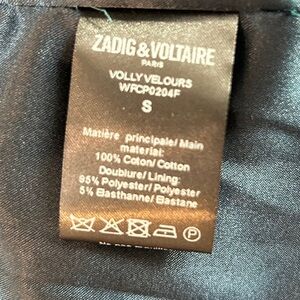 ZADIG & VOLTAIRE
PARIS
VOLLY VELOURS
WFCP0204F
S
Matière principale/ Main
material:
100% Coton/ Cotton
Doublure/ Lining:
95% Polyester/ Polyester
5% Elasthanne/ Elastane
P